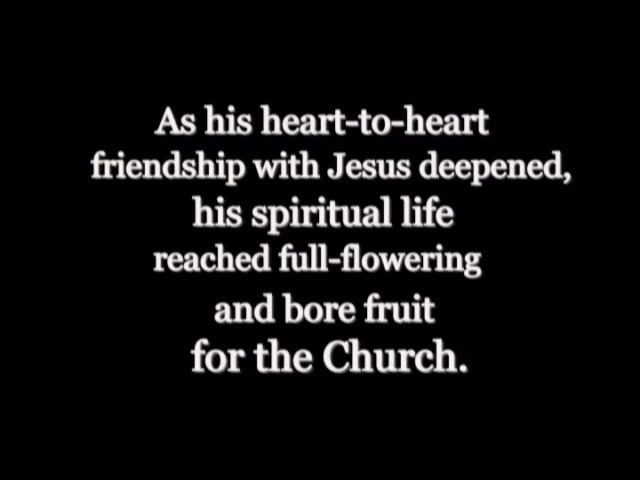 As his heart-to-heart
friendship with Jesus deepened,
his spiritual life
reached full-flowering
and bore fruit
for the Church.